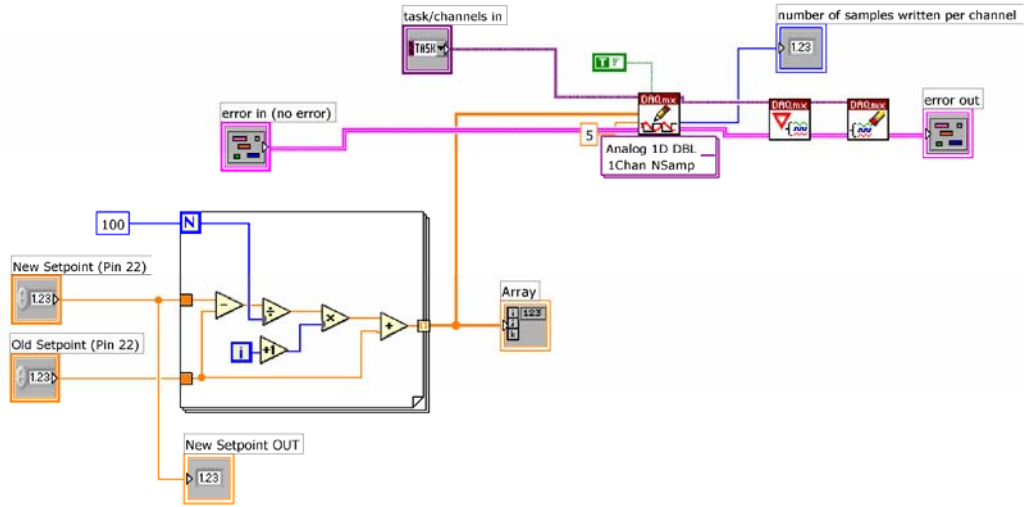 task/channels in
TASK
number of samples written per channel
1.23
T F
DAQmx
DAQmx
DAQmx
error in (no error)
error out
5
Analog 1D DBL
1Chan NSamp
100
N
New Setpoint (Pin 22)
1.23
Old Setpoint (Pin 22)
1.23
i
+1
Array
123
New Setpoint OUT
1.23